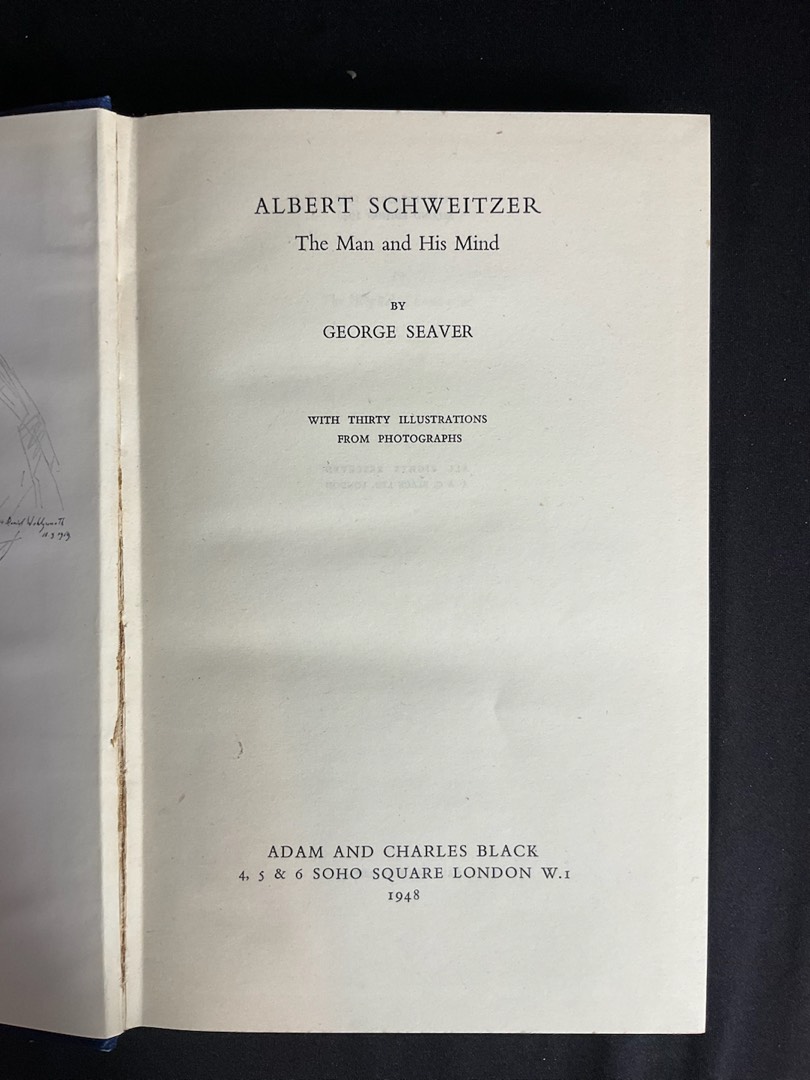 ALBERT SCHWEITZER
The Man and His Mind
BY
GEORGE SEAVER
WITH THIRTY ILLUSTRATIONS
FROM PHOTOGRAPHS
ADAM AND CHARLES BLACK
4, 5 & 6 SOHO SQUARE LONDON W.1
1948